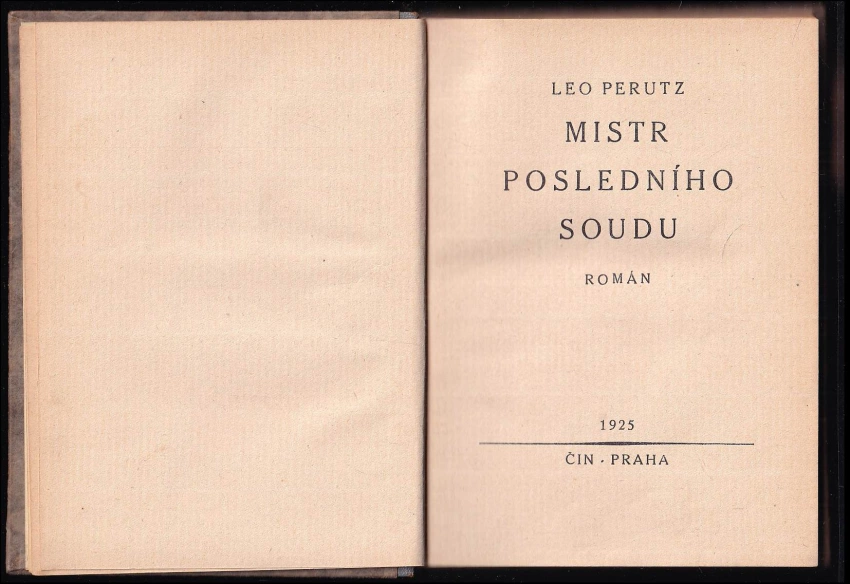 LEO PERUTZ
MISTR
POSLEDNÍHO
SOUDU
ROMÁN
1925
ČIN - PRAHA